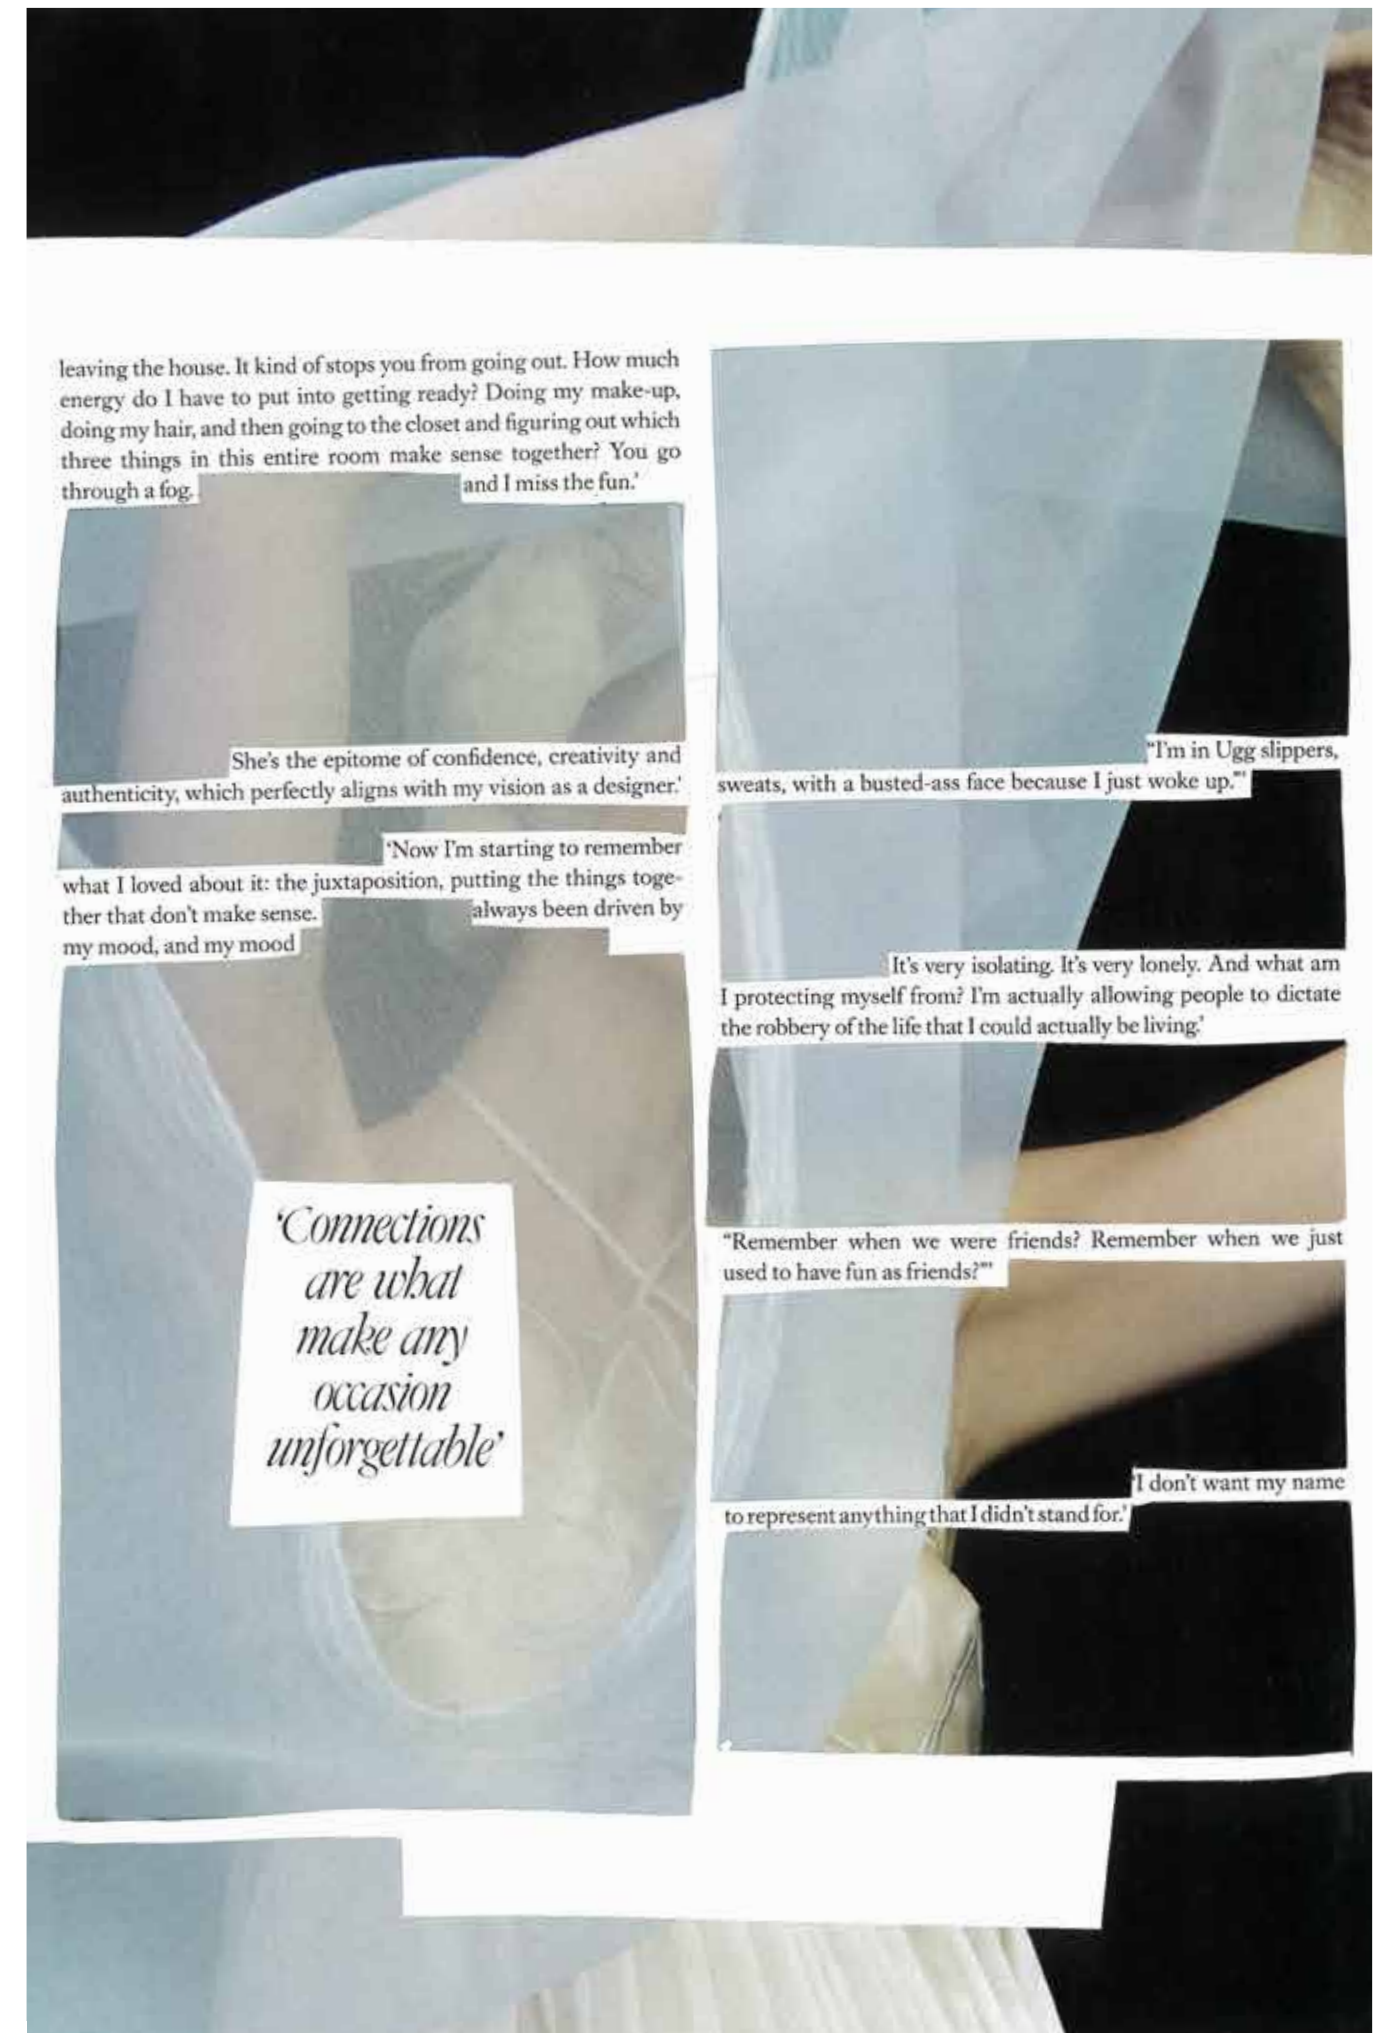 leaving the house. It kind of stops you from going out. How much
energy do I have to put into getting ready? Doing my make-up,
doing my hair, and then going to the closet and figuring out which
three things in this entire room make sense together? You go
through a fog. and I miss the fun.’
She’s the epitome of confidence, creativity and
authenticity, which perfectly aligns with my vision as a designer.’
‘Now I’m starting to remember
what I loved about it: the juxtaposition, putting the things toge-
ther that don’t make sense. always been driven by
my mood, and my mood
‘Connections
are what
make any
occasion
unforgettable’
“I’m in Ugg slippers,
sweats, with a busted-ass face because I just woke up.”’
It’s very isolating. It’s very lonely. And what am
I protecting myself from? I’m actually allowing people to dictate
the robbery of the life that I could actually be living.’
“Remember when we were friends? Remember when we just
used to have fun as friends?”’
‘I don’t want my name
to represent anything that I didn’t stand for.’